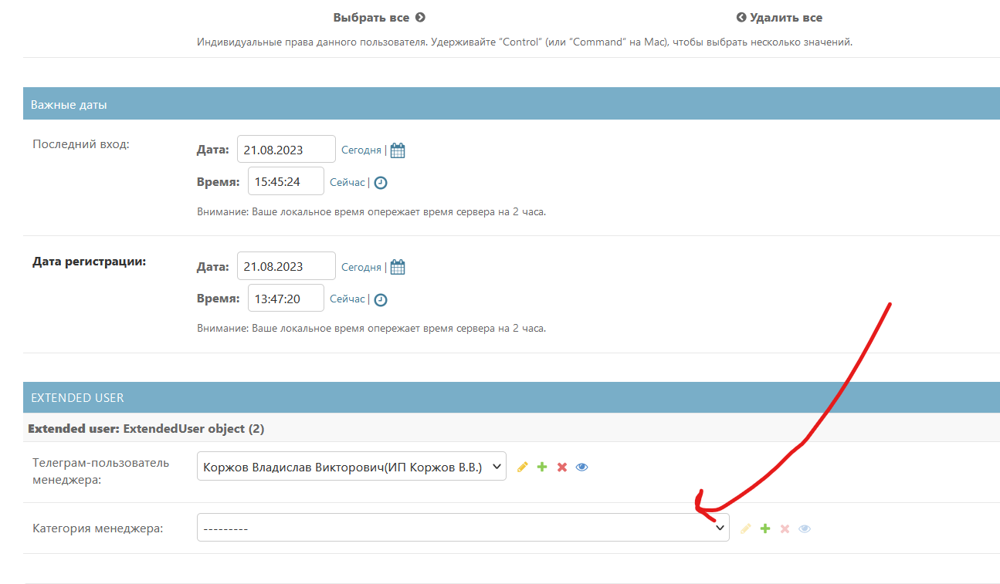 Выбрать все
Удалить все
Индивидуальные права данного пользователя. Удерживайте “Control” (или “Command” на Mac), чтобы выбрать несколько значений.
Важные даты
Последний вход:
Дата: 21.08.2023 Сегодня |
Время: 15:45:24 Сейчас |
Внимание: Ваше локальное время опережает время сервера на 2 часа.
Дата регистрации:
Дата: 21.08.2023 Сегодня |
Время: 13:47:20 Сейчас |
Внимание: Ваше локальное время опережает время сервера на 2 часа.
EXTENDED USER
Extended user: ExtendedUser object (2)
Телеграм-пользователь
менеджера:
Коржов Владислав Викторович(ИП Коржов В.В.)
Категория менеджера:
---------